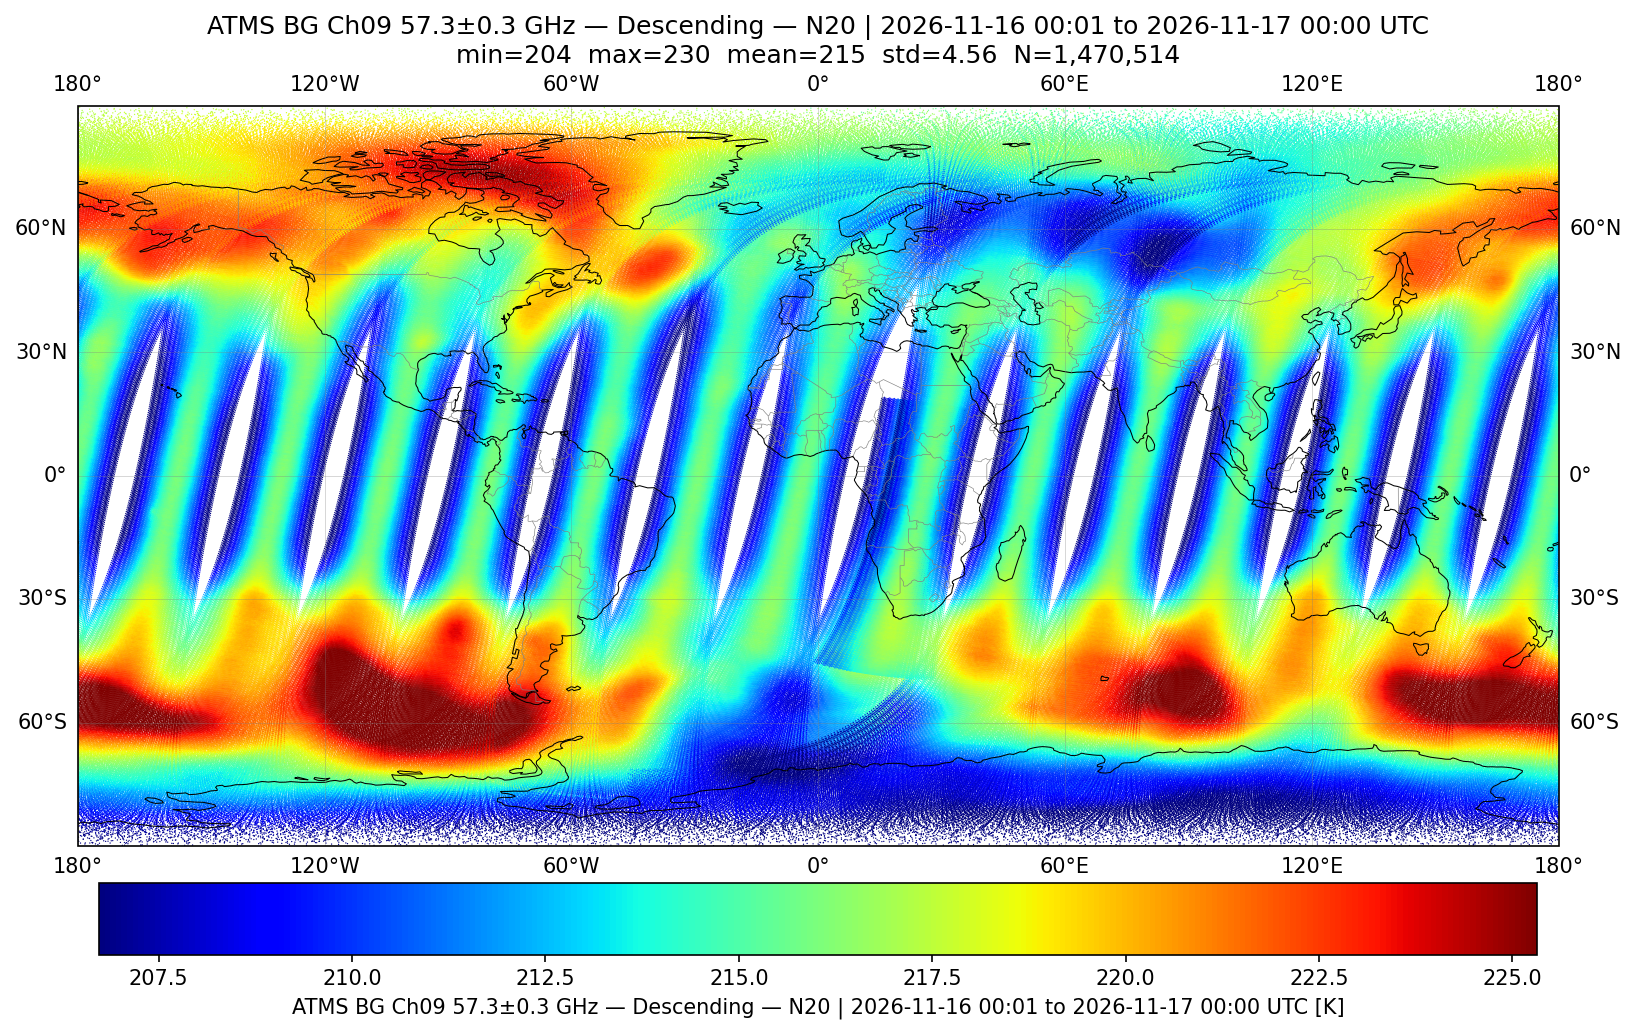 ATMS BG Ch09 57.3±0.3 GHz — Descending — N20 | 2026-11-16 00:01 to 2026-11-17 00:00 UTC
min=204 max=230 mean=215 std=4.56 N=1,470,514
180° 120°W 60°W 0° 60°E 120°E 180°
60°N 60°N
30°N 30°N
0° 0°
30°S 30°S
60°S 60°S
180° 120°W 60°W 0° 60°E 120°E 180°
207.5 210.0 212.5 215.0 217.5 220.0 222.5 225.0
ATMS BG Ch09 57.3±0.3 GHz — Descending — N20 | 2026-11-16 00:01 to 2026-11-17 00:00 UTC [K]